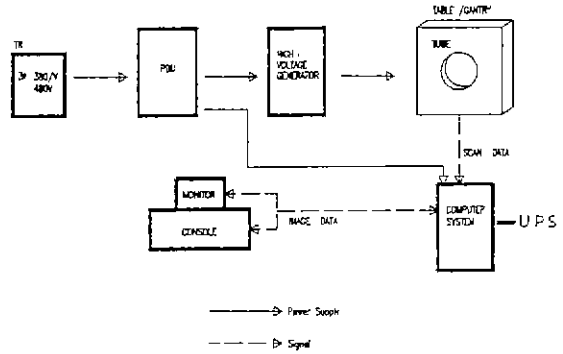 TABLE /GANTRY
TR
3Φ 380/Y
480V
PDU
HIGH -
VOLTAGE
GENERATOR
TUBE
SCAN DATA
MONITOR
CONSOLE
IMAGE DATA
COMPUTER
SYSTEM
UPS
Power Supply
Signal